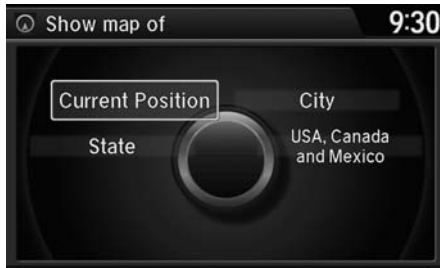 Show map of
9:30
Current Position
City
State
USA, Canada
and Mexico